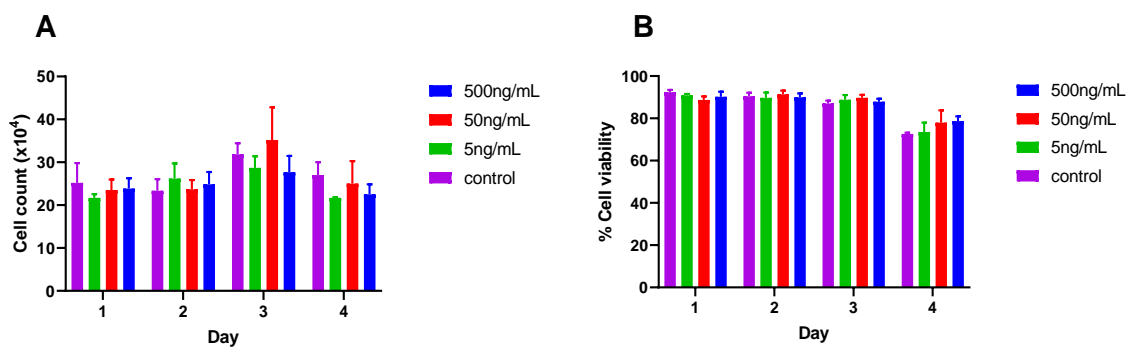 A
Cell count (x10⁴)
50
40
30
20
10
0
1 2 3 4
Day
500ng/mL
50ng/mL
5ng/mL
control
B
% Cell viability
100
80
60
40
20
0
1 2 3 4
Day
500ng/mL
50ng/mL
5ng/mL
control